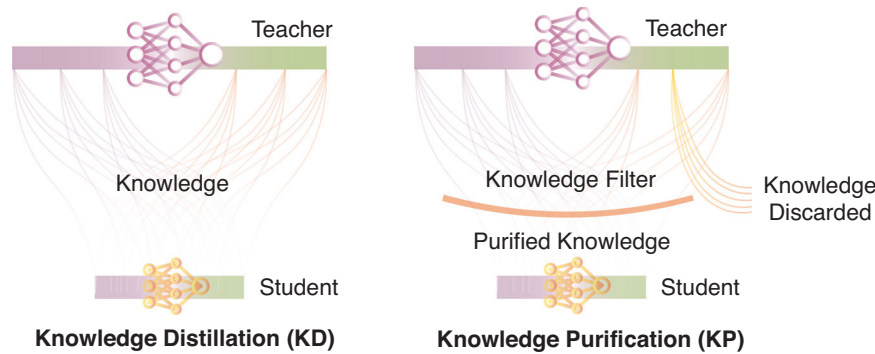 Teacher
Knowledge
Student
Knowledge Distillation (KD)
Teacher
Knowledge Filter
Knowledge
Discarded
Purified Knowledge
Student
Knowledge Purification (KP)